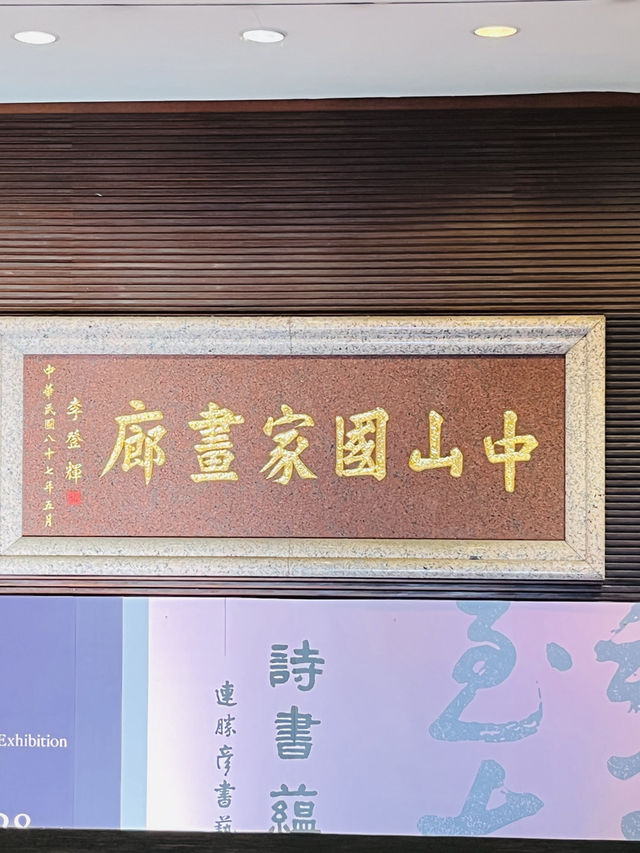 中山國家畫廊
李登輝
中華民國八十七年五月
詩書蘊
連勝彥書藝
Exhibition